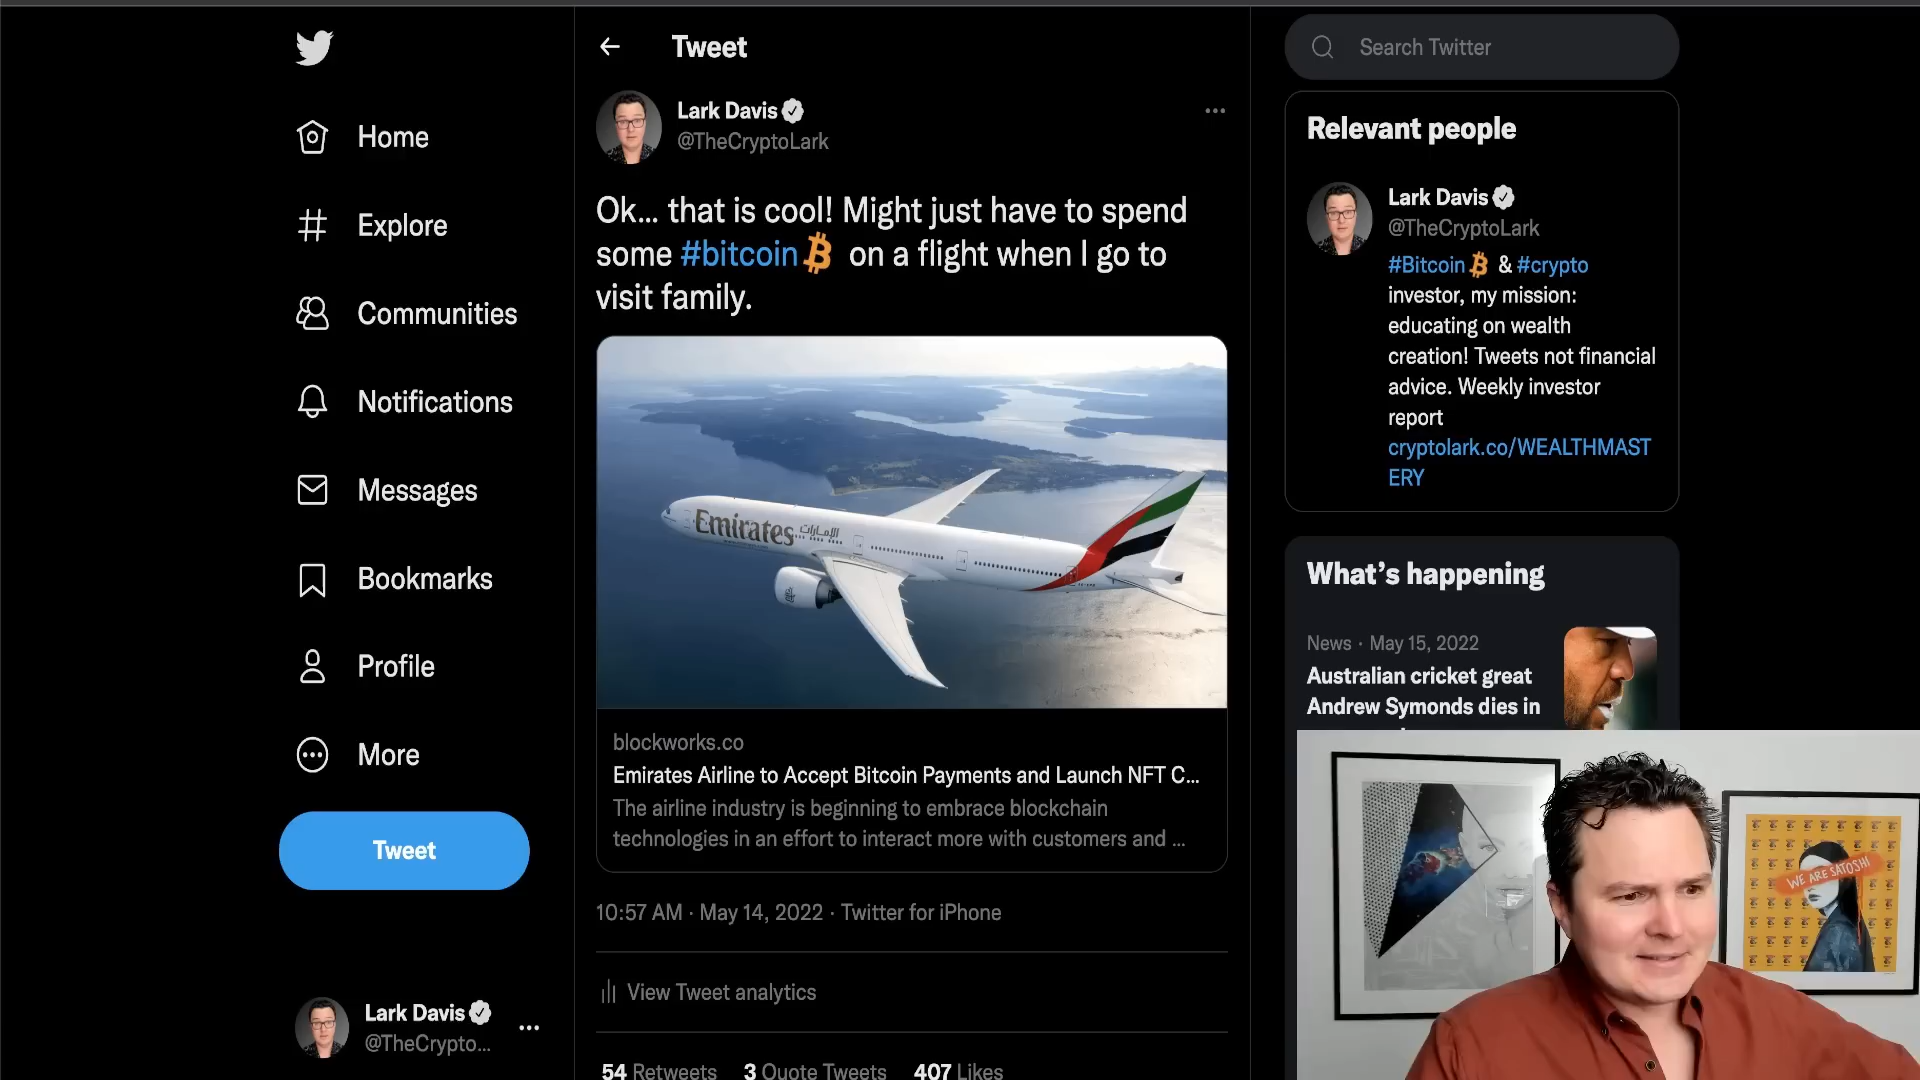 Home
Explore
Communities
Notifications
Messages
Bookmarks
Profile
More
Tweet
Lark Davis
@TheCrypto...
Tweet
Lark Davis
@TheCryptoLark
Ok... that is cool! Might just have to spend
some #bitcoin on a flight when I go to
visit family.
Emirates الإمارات
blockworks.co
Emirates Airline to Accept Bitcoin Payments and Launch NFT C...
The airline industry is beginning to embrace blockchain
technologies in an effort to interact more with customers and ...
10:57 AM · May 14, 2022 · Twitter for iPhone
View Tweet analytics
54 Retweets 3 Quote Tweets 407 Likes
Search Twitter
Relevant people
Lark Davis
@TheCryptoLark
#Bitcoin & #crypto
investor, my mission:
educating on wealth
creation! Tweets not financial
advice. Weekly investor
report
cryptolark.co/WEALTHMAST
ERY
What's happening
News · May 15, 2022
Australian cricket great
Andrew Symonds dies in
WE ARE SATOSHI